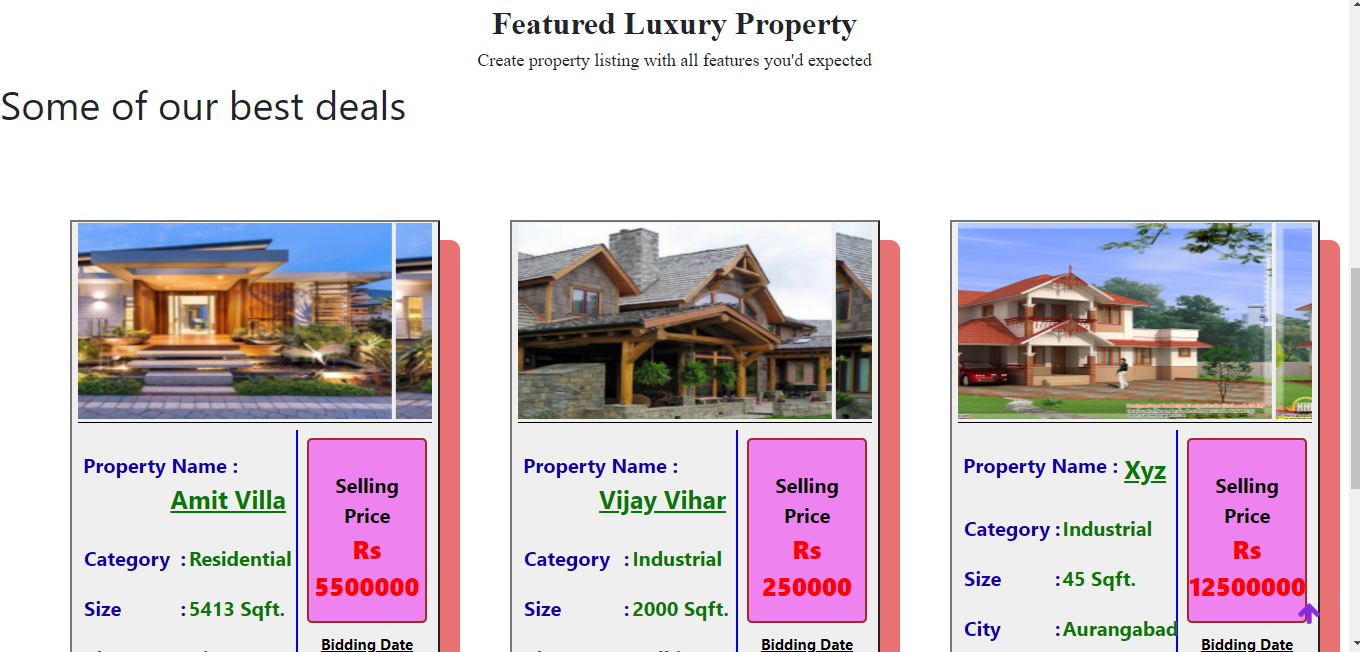 Featured Luxury Property
Create property listing with all features you'd expected
Some of our best deals
Property Name :
Amit Villa
Category : Residential
Size : 5413 Sqft.
Selling
Price
Rs
5500000
Bidding Date
Property Name :
Vijay Vihar
Category : Industrial
Size : 2000 Sqft.
Selling
Price
Rs
250000
Bidding Date
Property Name : Xyz
Category : Industrial
Size : 45 Sqft.
City : Aurangabad
Selling
Price
Rs
12500000
Bidding Date